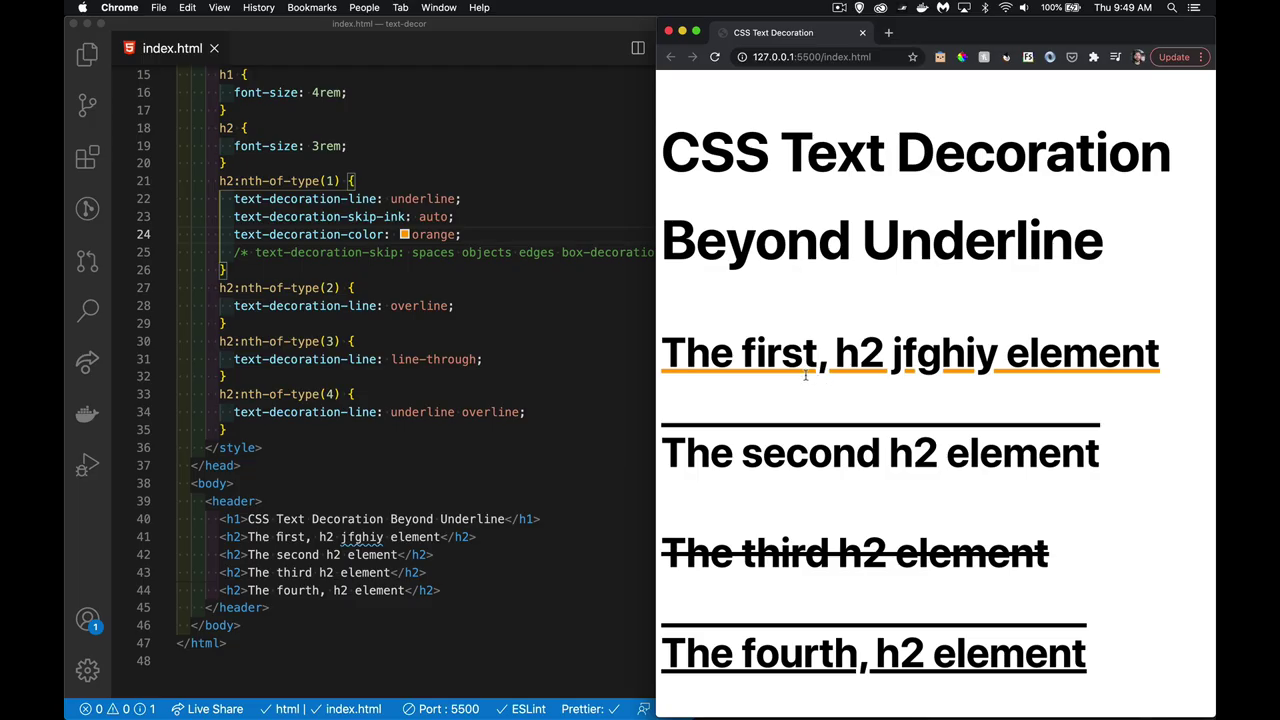 Chrome File Edit View History Bookmarks People Tab Window Help 100% Thu 9:49 AM
index.html — text-decor
index.html
15 h1 {
16 font-size: 4rem;
17 }
18 h2 {
19 font-size: 3rem;
20 }
21 h2:nth-of-type(1) {
22 text-decoration-line: underline;
23 text-decoration-skip-ink: auto;
24 text-decoration-color: orange;
25 /* text-decoration-skip: spaces objects edges box-decoratio
26 }
27 h2:nth-of-type(2) {
28 text-decoration-line: overline;
29 }
30 h2:nth-of-type(3) {
31 text-decoration-line: line-through;
32 }
33 h2:nth-of-type(4) {
34 text-decoration-line: underline overline;
35 }
36 </style>
37 </head>
38 <body>
39 <header>
40 <h1>CSS Text Decoration Beyond Underline</h1>
41 <h2>The first, h2 jfghiy element</h2>
42 <h2>The second h2 element</h2>
43 <h2>The third h2 element</h2>
44 <h2>The fourth, h2 element</h2>
45 </header>
46 </body>
47 </html>
48
1
0 0 1 Live Share html index.html Port : 5500 ESLint Prettier:
CSS Text Decoration
127.0.0.1:5500/index.html Update
CSS Text Decoration
Beyond Underline
The first, h2 jfghiy element
The second h2 element
The third h2 element
The fourth, h2 element